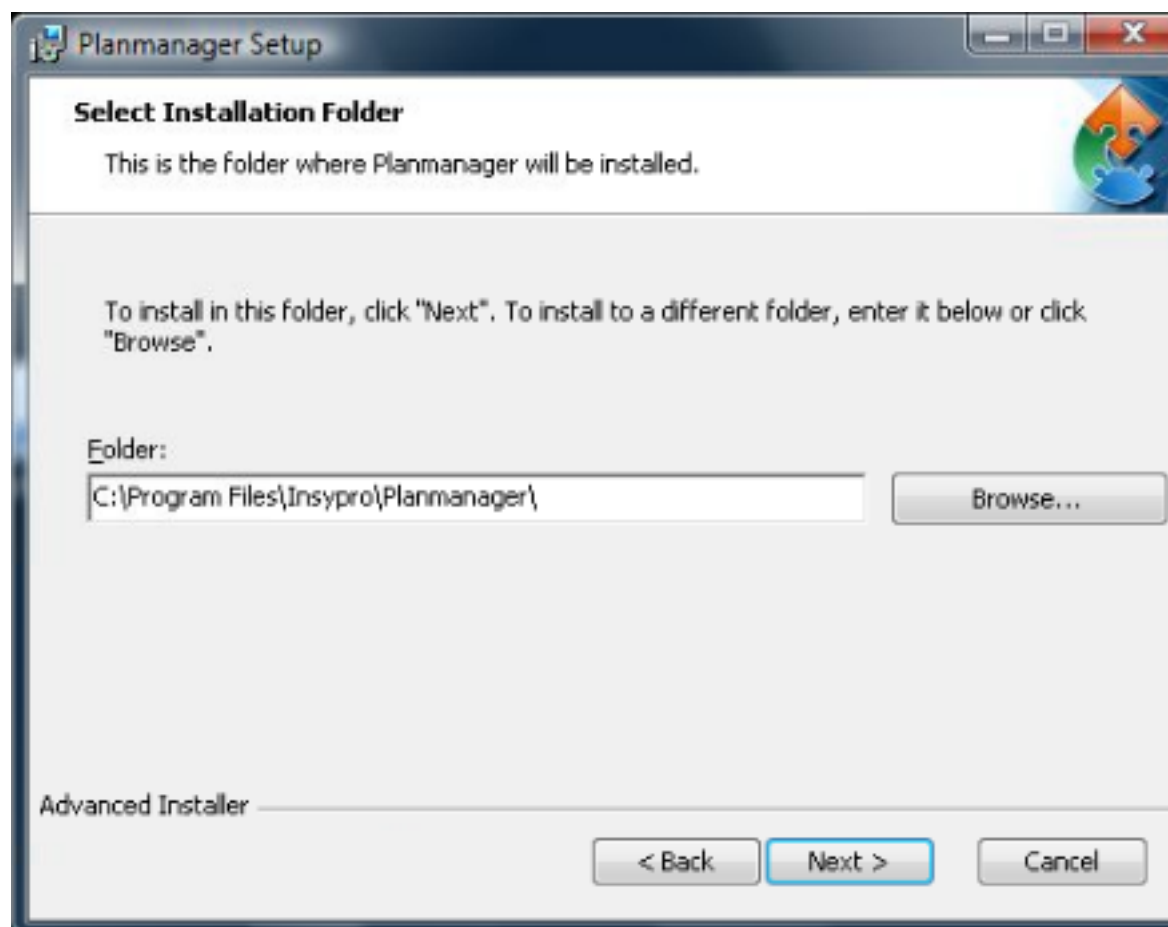 Planmanager Setup
Select Installation Folder
This is the folder where Planmanager will be installed.
To install in this folder, click "Next". To install to a different folder, enter it below or click
"Browse".
Folder:
C:\Program Files\Insypro\Planmanager\
Browse...
Advanced Installer
< Back
Next >
Cancel